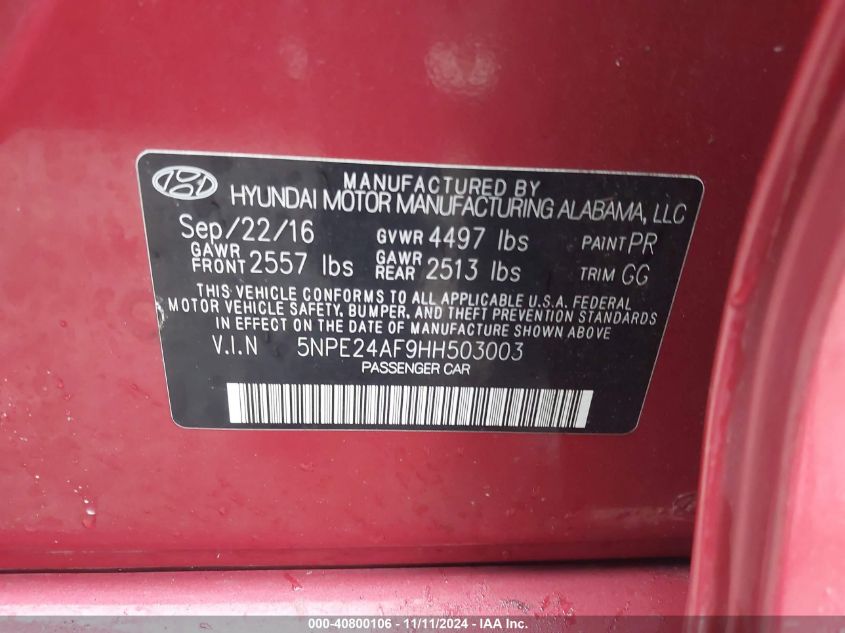 MANUFACTURED BY
HYUNDAI MOTOR MANUFACTURING ALABAMA, LLC
Sep/22/16 GVWR 4497 lbs PAINT PR
GAWR FRONT 2557 lbs GAWR REAR 2513 lbs TRIM GG
THIS VEHICLE CONFORMS TO ALL APPLICABLE U.S.A. FEDERAL
MOTOR VEHICLE SAFETY, BUMPER, AND THEFT PREVENTION STANDARDS
IN EFFECT ON THE DATE OF MANUFACTURE SHOWN ABOVE
V.I.N 5NPE24AF9HH503003
PASSENGER CAR
000-40800106 - 11/11/2024 - IAA Inc.